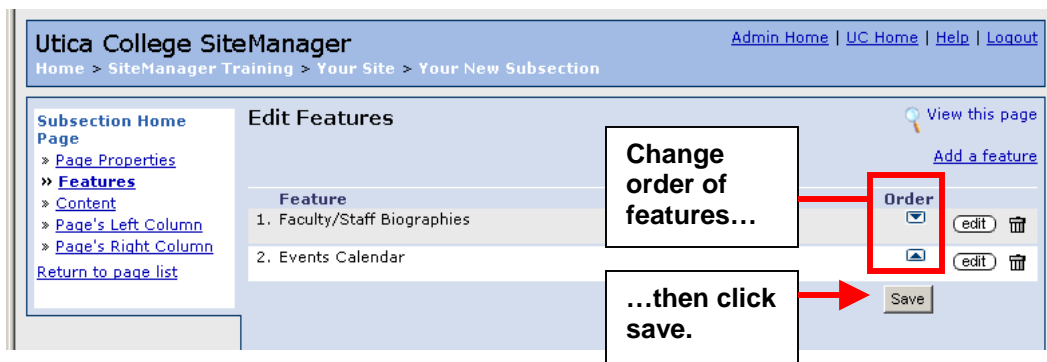 Utica College SiteManager
Admin Home | UC Home | Help | Logout
Home > SiteManager Training > Your Site > Your New Subsection
Subsection Home
Page
» Page Properties
» Features
» Content
» Page's Left Column
» Page's Right Column
Return to page list
Edit Features
View this page
Add a feature
Feature
Order
1. Faculty/Staff Biographies
edit
2. Events Calendar
edit
Save
Change
order of
features…
…then click
save.